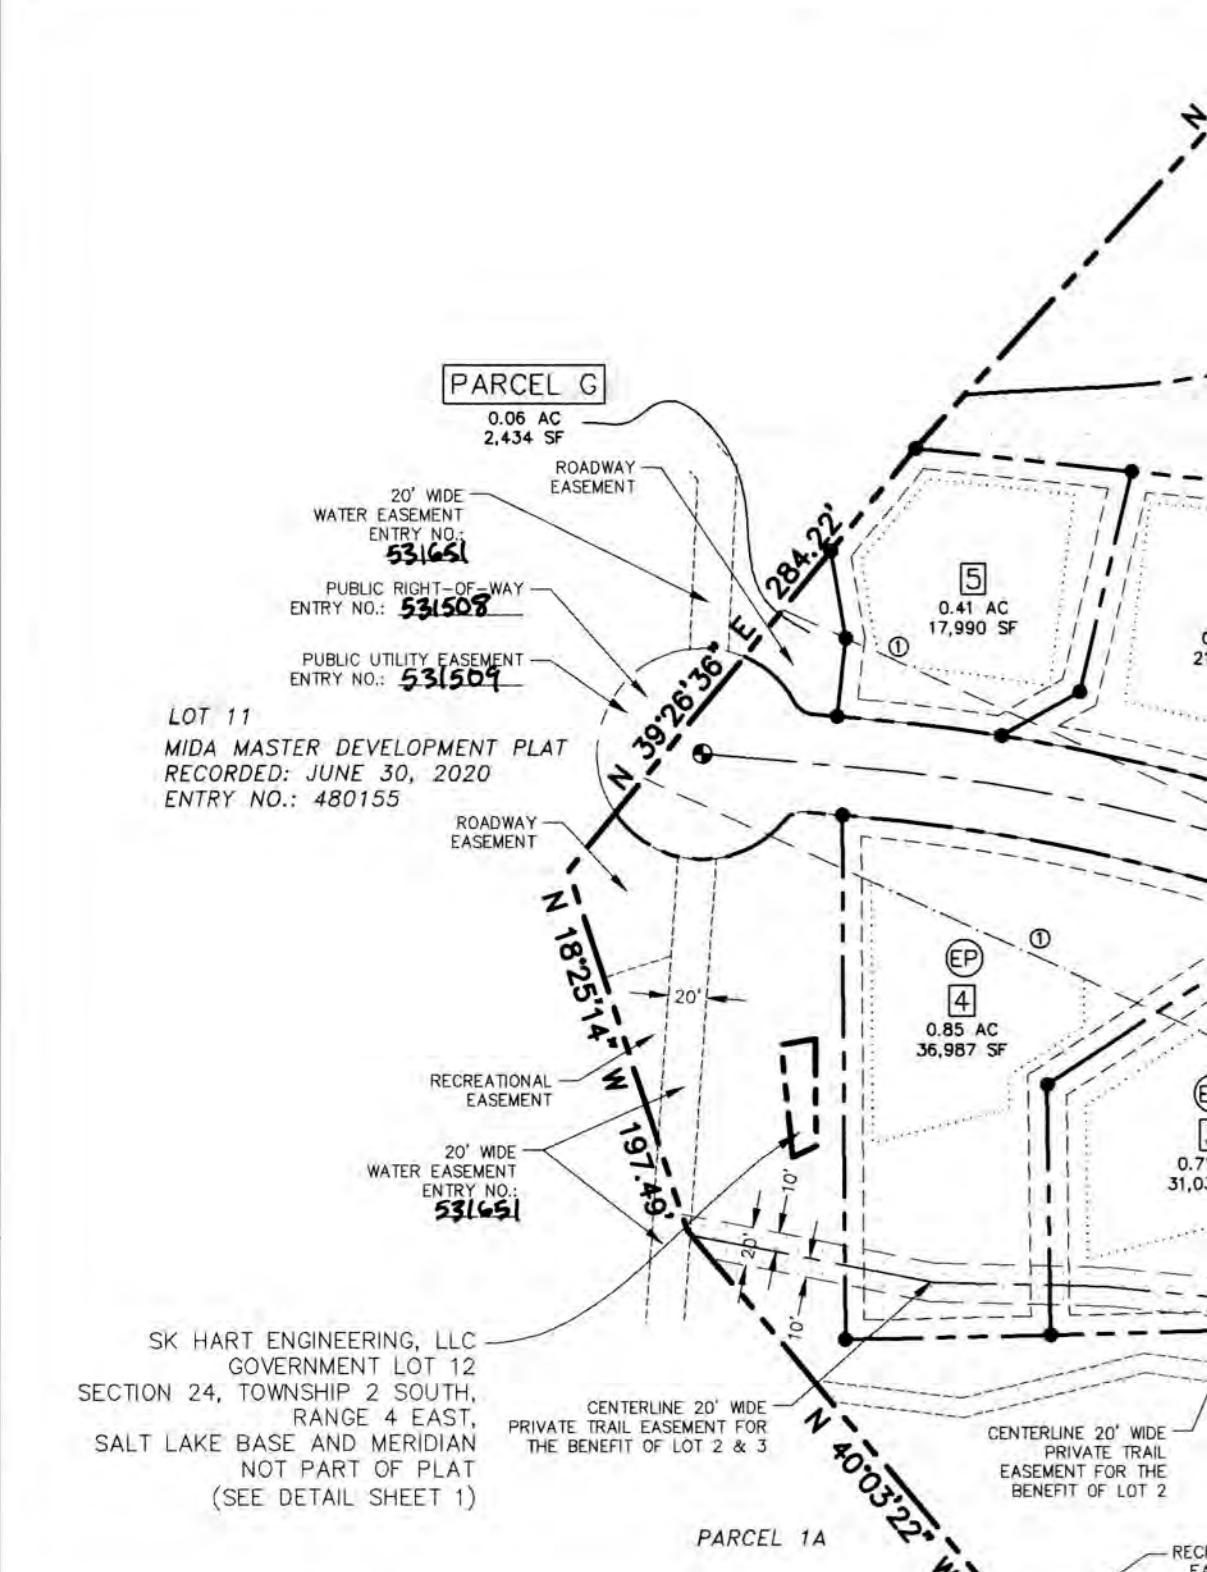 N
PARCEL G
0.06 AC
2,434 SF
ROADWAY
EASEMENT
20' WIDE
WATER EASEMENT
ENTRY NO.:
531651
PUBLIC RIGHT-OF-WAY
ENTRY NO.: 531508
PUBLIC UTILITY EASEMENT
ENTRY NO.: 531509
LOT 11
MIDA MASTER DEVELOPMENT PLAT
RECORDED: JUNE 30, 2020
ENTRY NO.: 480155
N 39°26'36" E 284.22'
5
0.41 AC
17,990 SF
1
ROADWAY
EASEMENT
N 18°25'14" W 197.49'
EP
4
0.85 AC
36,987 SF
1
20'
RECREATIONAL
EASEMENT
20' WIDE
WATER EASEMENT
ENTRY NO.:
531651
10'
20'
10'
SK HART ENGINEERING, LLC
GOVERNMENT LOT 12
SECTION 24, TOWNSHIP 2 SOUTH,
RANGE 4 EAST,
SALT LAKE BASE AND MERIDIAN
NOT PART OF PLAT
(SEE DETAIL SHEET 1)
CENTERLINE 20' WIDE
PRIVATE TRAIL EASEMENT FOR
THE BENEFIT OF LOT 2 & 3
CENTERLINE 20' WIDE
PRIVATE TRAIL
EASEMENT FOR THE
BENEFIT OF LOT 2
N 40°03'22" W
PARCEL 1A